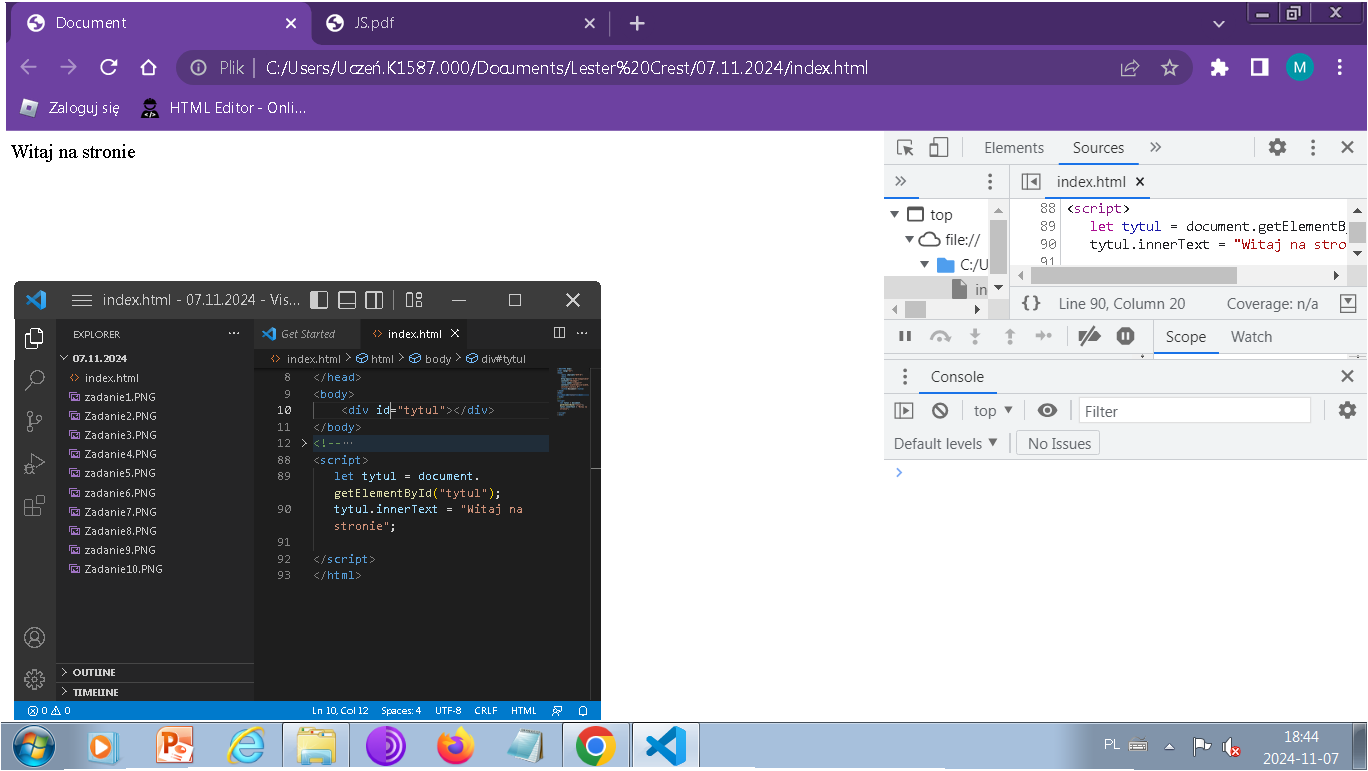 Document
JS.pdf
Plik | C:/Users/Uczeń.K1587.000/Documents/Lester%20Crest/07.11.2024/index.html
M
Zaloguj się
HTML Editor - Onli...
Witaj na stronie
Elements Sources
index.html
top
file://
C:/U
in
88 <script>
89 let tytul = document.getElementB
90 tytul.innerText = "Witaj na stro
91
{} Line 90, Column 20 Coverage: n/a
Scope Watch
Console
top Filter
Default levels No Issues
index.html - 07.11.2024 - Vis...
EXPLORER ...
07.11.2024
index.html
zadanie1.PNG
Zadanie2.PNG
Zadanie3.PNG
Zadanie4.PNG
zadanie5.PNG
zadanie6.PNG
Zadanie7.PNG
Zadanie8.PNG
zadanie9.PNG
Zadanie10.PNG
OUTLINE
TIMELINE
Get Started index.html
index.html > html > body > div#tytul
8 </head>
9 <body>
10 <div id="tytul"></div>
11 </body>
12 <!--...
88 <script>
89 let tytul = document.
getElementById("tytul");
90 tytul.innerText = "Witaj na
stronie";
91
92 </script>
93 </html>
0 0 Ln 10, Col 12 Spaces: 4 UTF-8 CRLF HTML
PL
18:44
2024-11-07